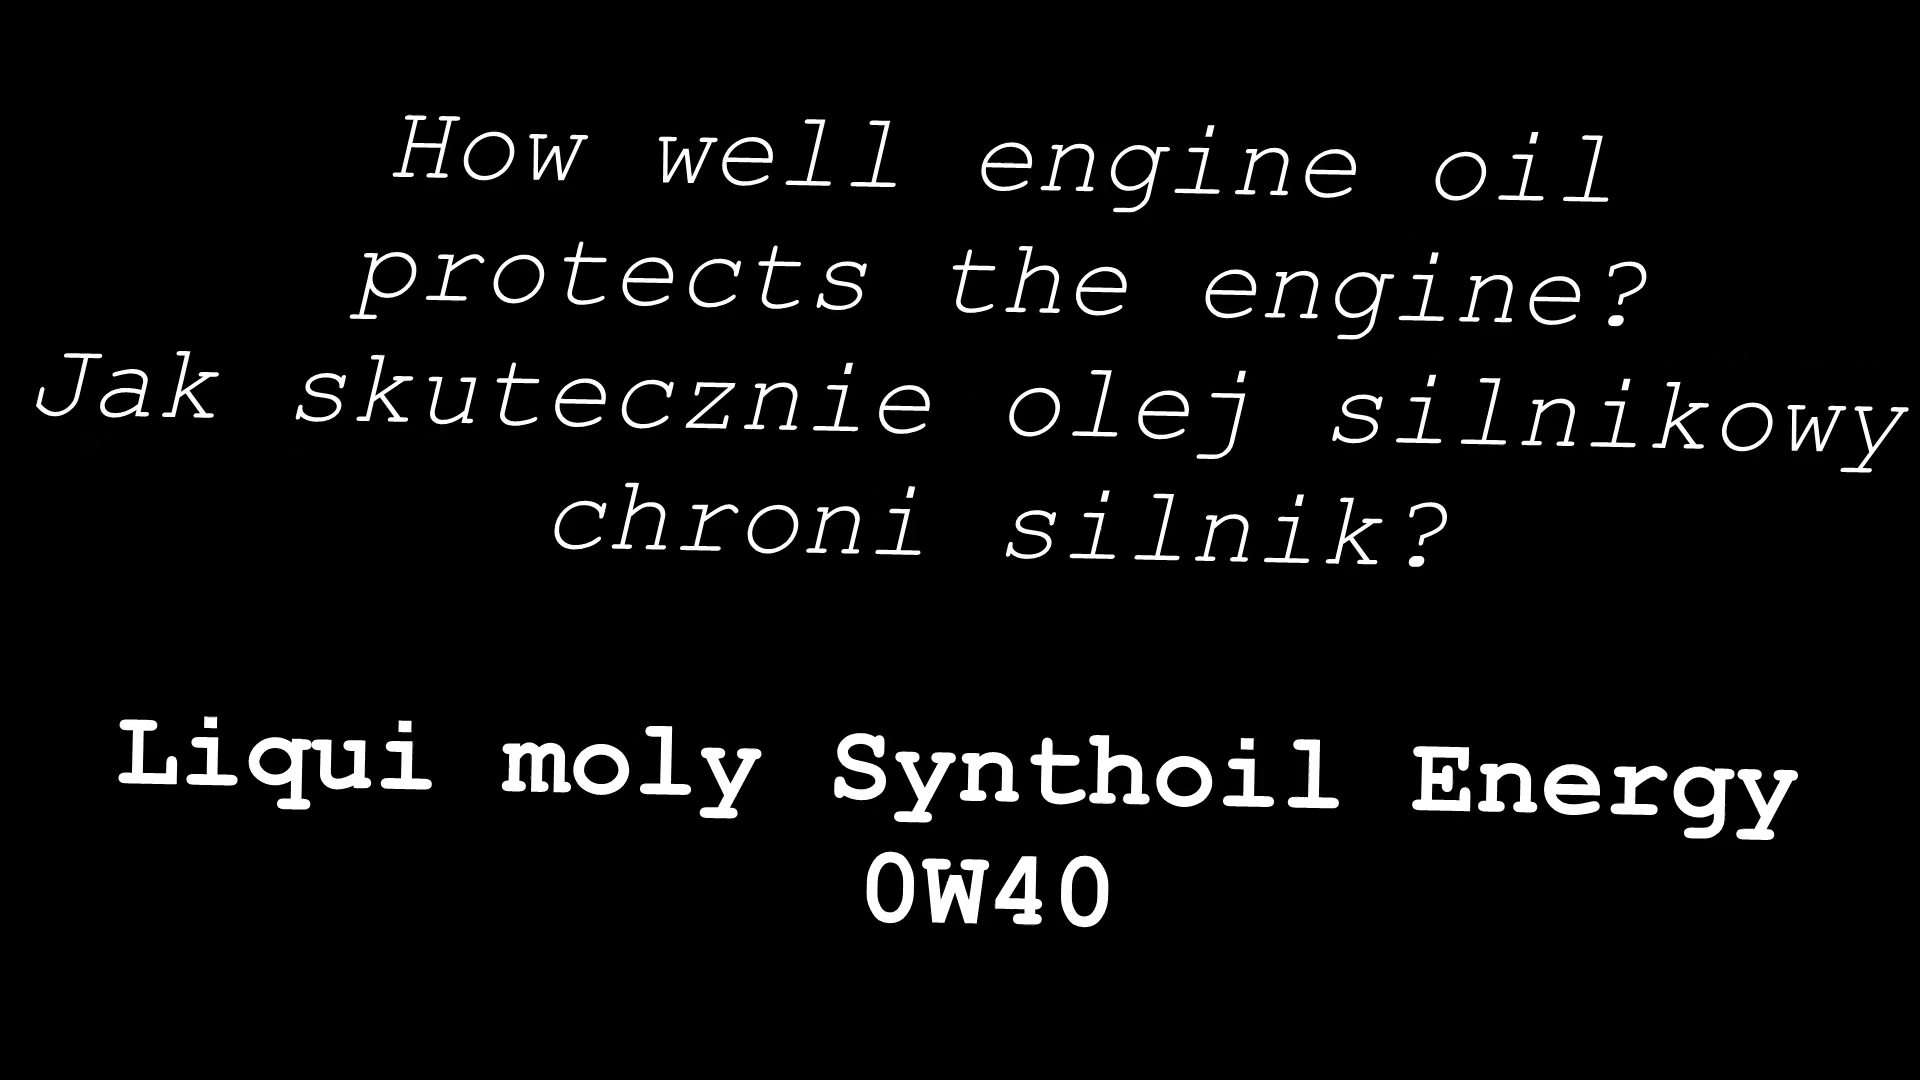 How well engine oil
protects the engine?
Jak skutecznie olej silnikowy
chroni silnik?
Liqui moly Synthoil Energy
0W40